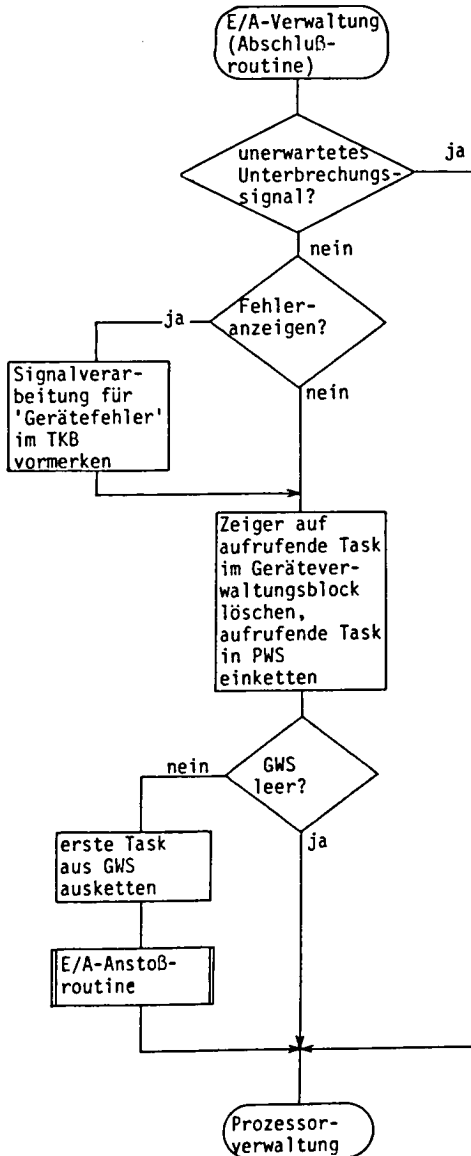 E/A-Verwaltung
(Abschluß-
routine)
unerwartetes
Unterbrechungs-
signal?
ja
nein
Fehler-
anzeigen?
ja
nein
Signalverar-
beitung für
'Gerätefehler'
im TKB
vormerken
Zeiger auf
aufrufende Task
im Gerätever-
waltungsblock
löschen,
aufrufende Task
in PWS
einketten
GWS
leer?
nein
ja
erste Task
aus GWS
ausketten
E/A-Anstoß-
routine
Prozessor-
verwaltung